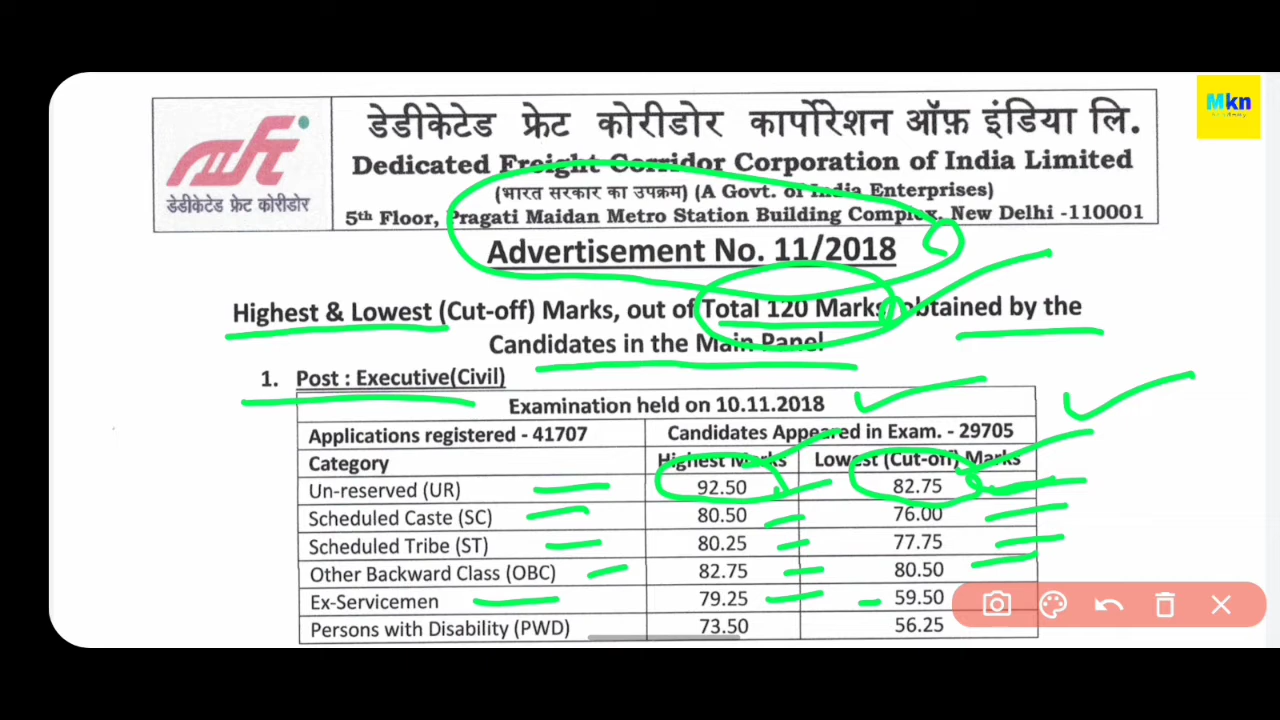 Mkn
डेडीकेटेड फ्रेट कोरीडोर कार्पोरेशन ऑफ़ इंडिया लि.
Dedicated Freight Corridor Corporation of India Limited
(भारत सरकार का उपक्रम) (A Govt. of India Enterprises)
5th Floor, Pragati Maidan Metro Station Building Complex, New Delhi -110001
डेडीकेटेड फ्रेट कोरीडोर
Advertisement No. 11/2018
Highest & Lowest (Cut-off) Marks, out of Total 120 Marks obtained by the
Candidates in the Main Panel
1. Post : Executive(Civil)
Examination held on 10.11.2018
Applications registered - 41707 Candidates Appeared in Exam. - 29705
Category Highest Marks Lowest (Cut-off) Marks
Un-reserved (UR) 92.50 82.75
Scheduled Caste (SC) 80.50 76.00
Scheduled Tribe (ST) 80.25 77.75
Other Backward Class (OBC) 82.75 80.50
Ex-Servicemen 79.25 59.50
Persons with Disability (PWD) 73.50 56.25